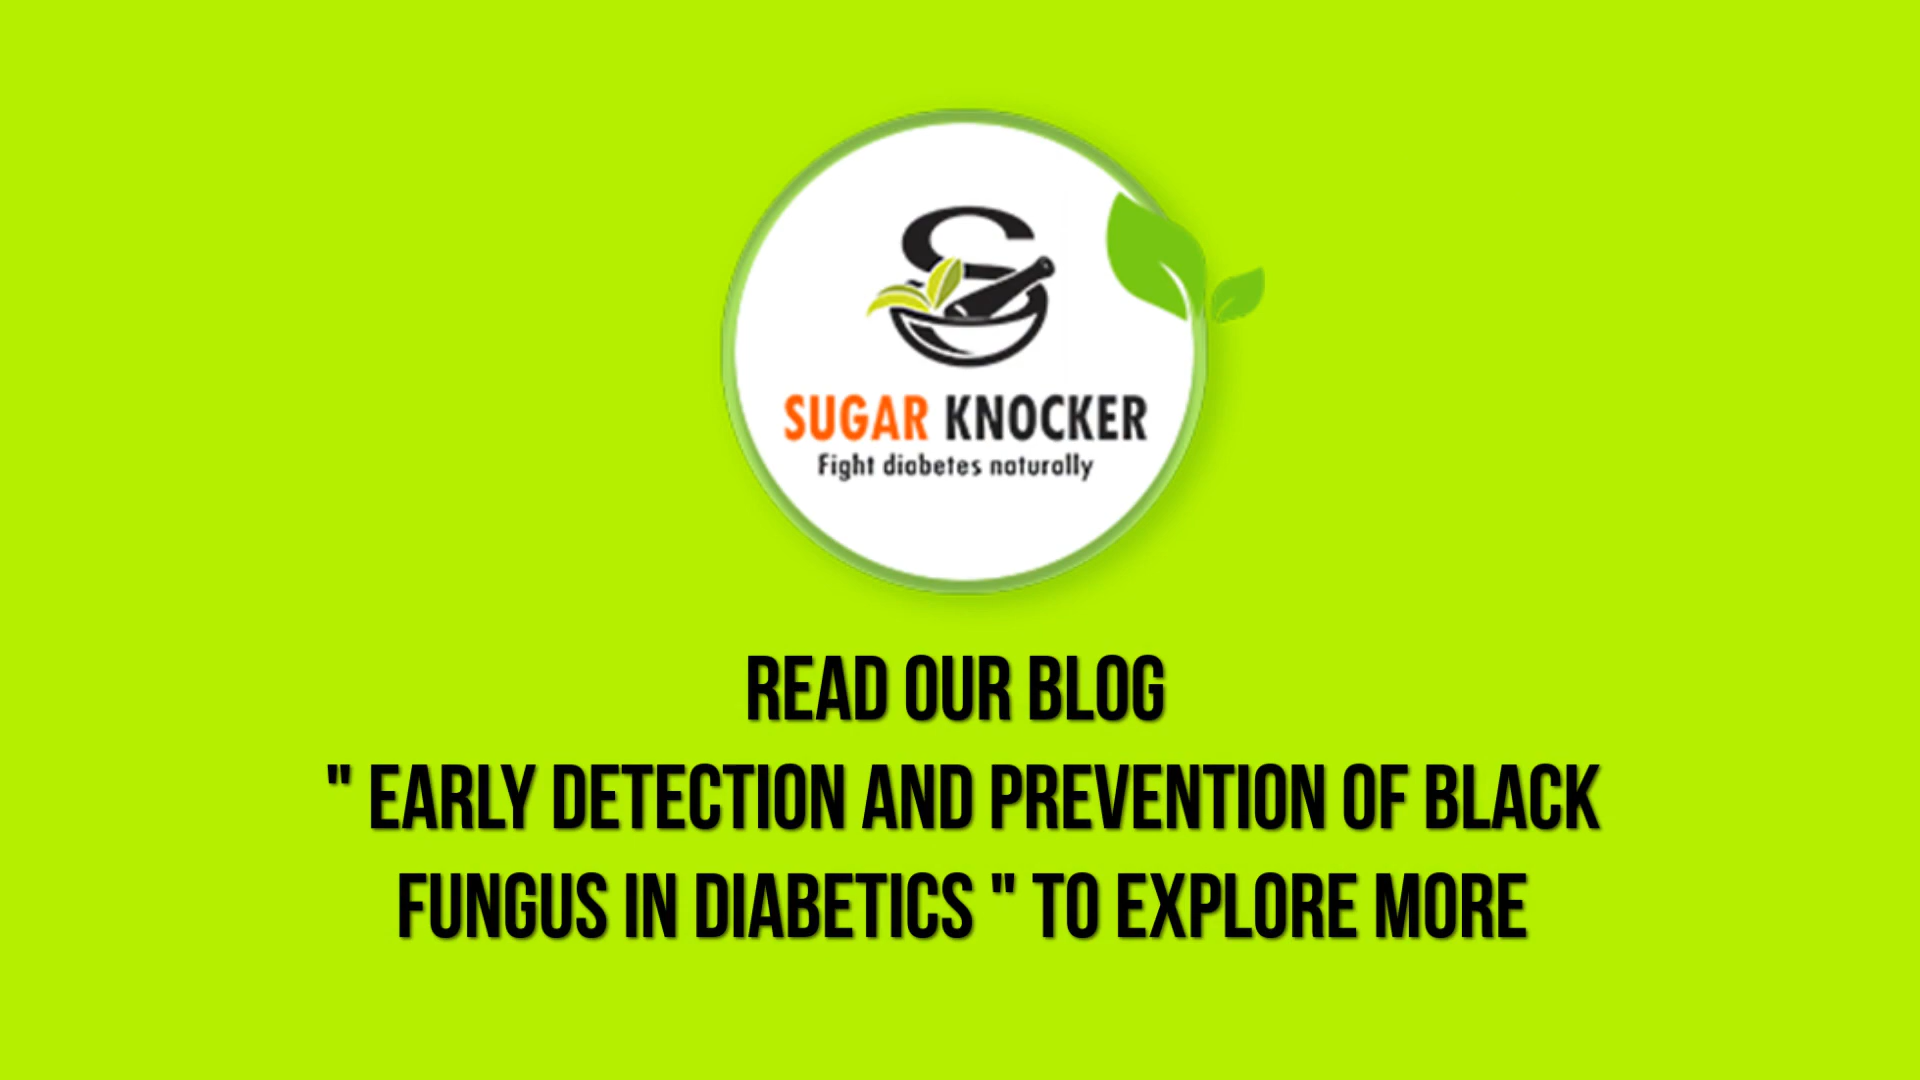 SUGAR KNOCKER
Fight diabetes naturally
READ OUR BLOG
" EARLY DETECTION AND PREVENTION OF BLACK
FUNGUS IN DIABETICS " TO EXPLORE MORE